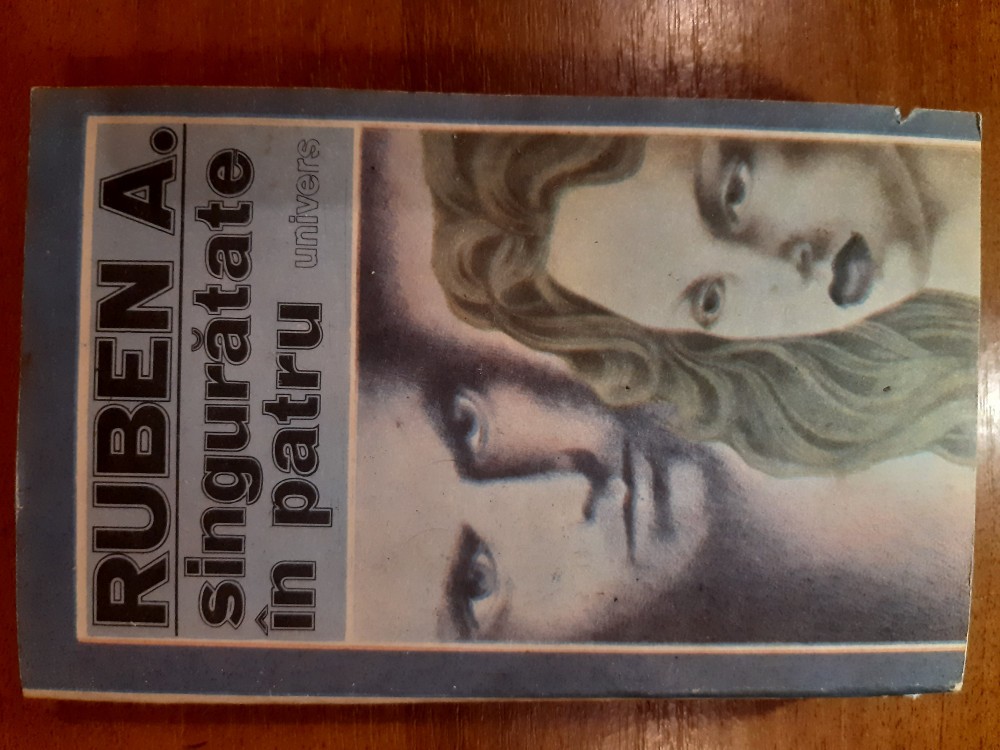 RUBEN A.
singurătate
în patru
univers